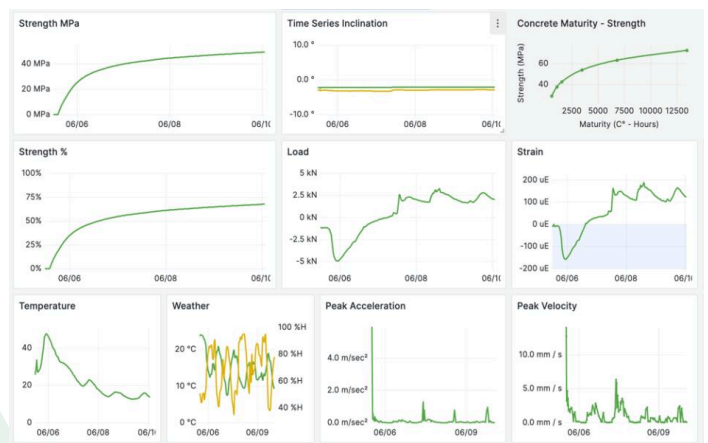 Strength MPa
40 MPa
20 MPa
0 MPa
06/06 06/08 06/10
Time Series Inclination
10.0 °
0.0 °
-10.0 °
06/06 06/08 06/10
Concrete Maturity - Strength
Strength (MPa)
60
40
2500 5000 7500 10000 12500
Maturity (C° - Hours)
Strength %
100%
75%
50%
25%
0%
06/06 06/08 06/10
Load
5 kN
2.5 kN
0 kN
-2.5 kN
-5 kN
06/06 06/08 06/10
Strain
200 uE
100 uE
0 uE
-100 uE
-200 uE
06/06 06/08 06/10
Temperature
40
20
0
06/06 06/08 06/1
Weather
20 °C
10 °C
0 °C
100 %H
80 %H
60 %H
40 %H
06/06 06/09
Peak Acceleration
4.0 m/sec²
2.0 m/sec²
0.0 m/sec²
06/06 06/09
Peak Velocity
10.0 mm / s
5.0 mm / s
0.0 mm / s
06/06 06/09